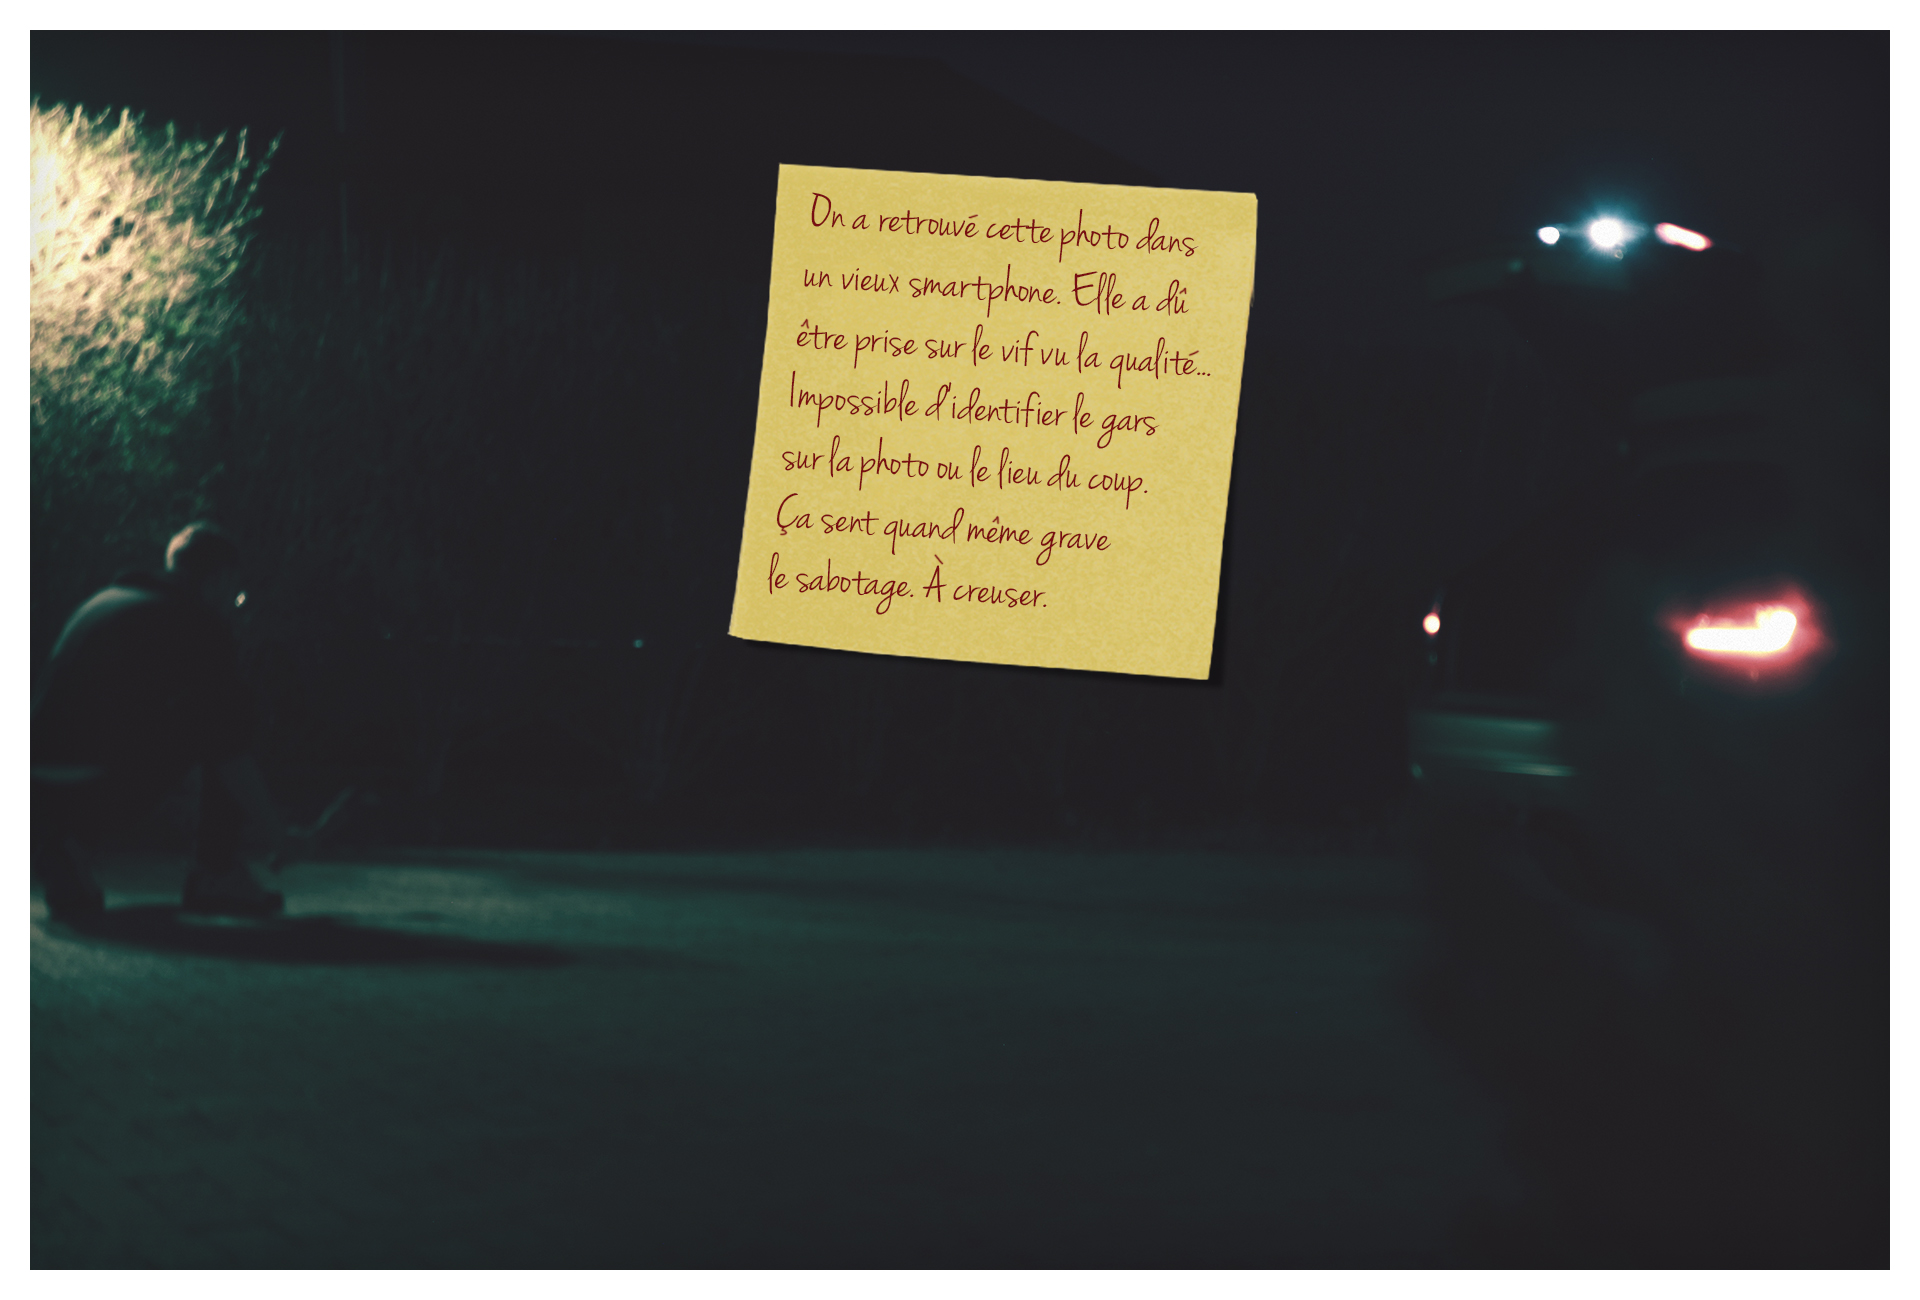 On a retrouvé cette photo dans
un vieux smartphone. Elle a dû
être prise sur le vif vu la qualité...
Impossible d'identifier le gars
sur la photo ou le lieu du coup.
Ça sent quand même grave
le sabotage. À creuser.